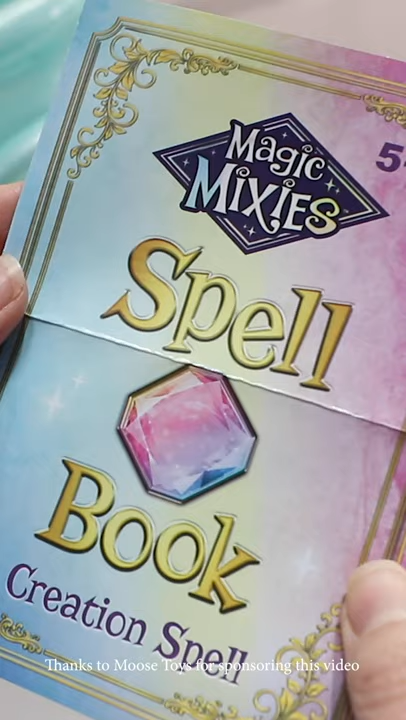 Magic
MIXIES
5
Spell
Book
Creation Spell
Thanks to Moose Toys for sponsoring this video